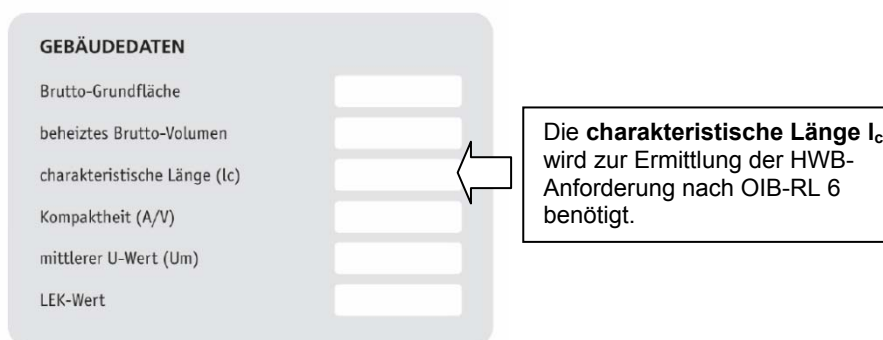 GEBÄUDEDATEN
Brutto-Grundfläche
beheiztes Brutto-Volumen
charakteristische Länge (lc)
Kompaktheit (A/V)
mittlerer U-Wert (Um)
LEK-Wert
Die charakteristische Länge lc
wird zur Ermittlung der HWB-
Anforderung nach OIB-RL 6
benötigt.